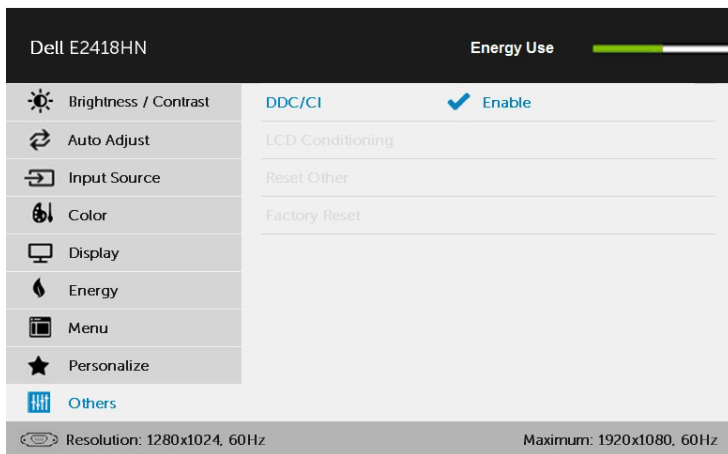 Dell E2418HN Energy Use
Brightness / Contrast DDC/CI Enable
Auto Adjust LCD Conditioning
Input Source Reset Other
Color Factory Reset
Display
Energy
Menu
Personalize
Others
Resolution: 1280x1024, 60Hz Maximum: 1920x1080, 60Hz